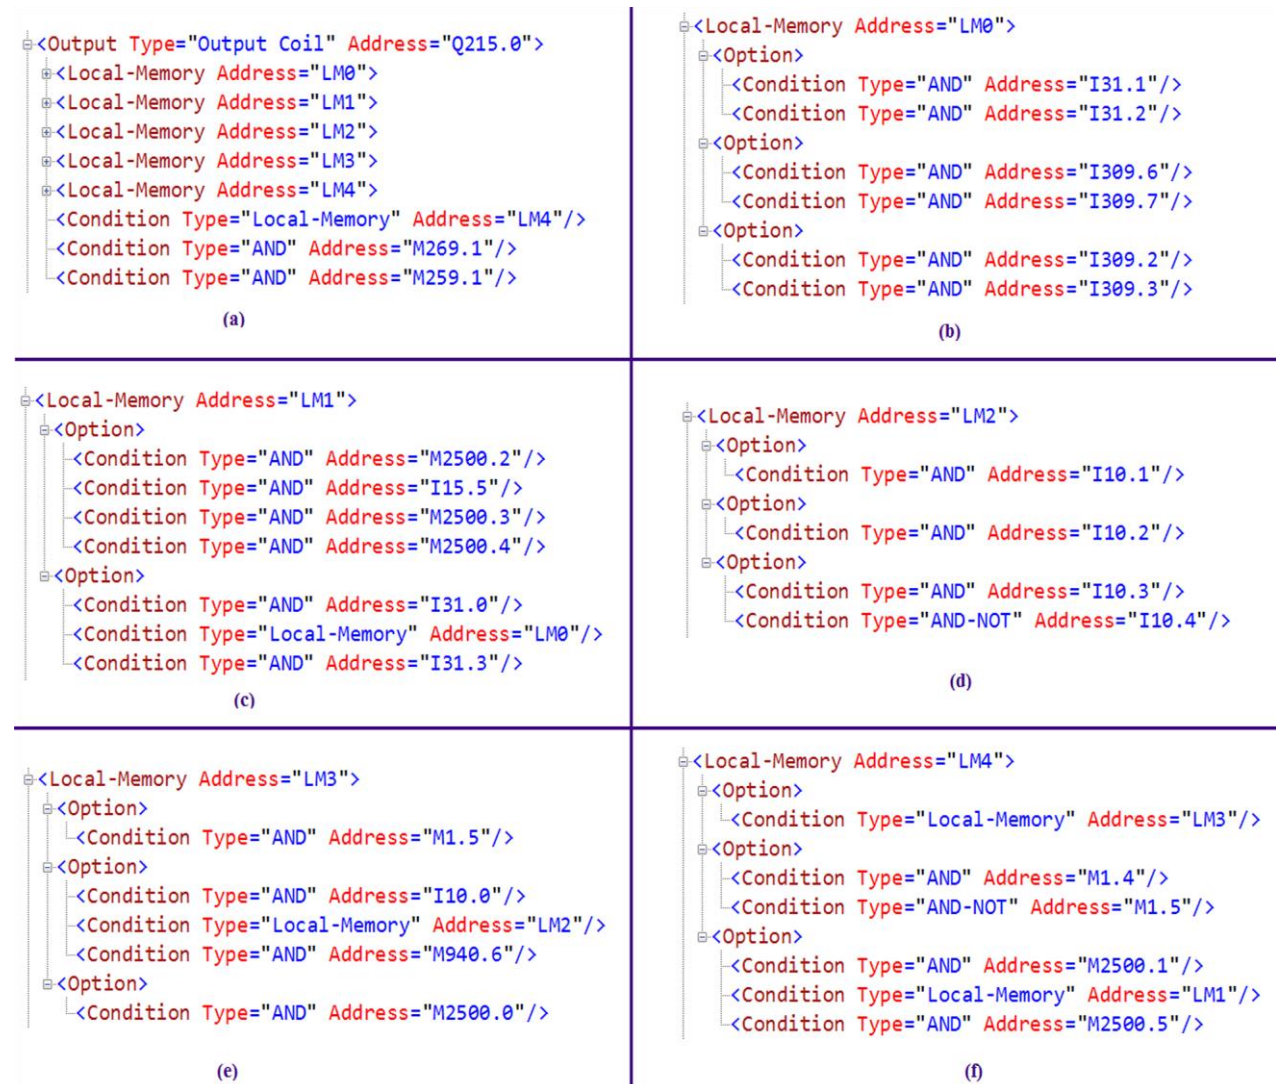 <Output Type="Output Coil" Address="Q215.0">
<Local-Memory Address="LM0">
<Local-Memory Address="LM1">
<Local-Memory Address="LM2">
<Local-Memory Address="LM3">
<Local-Memory Address="LM4">
<Condition Type="Local-Memory" Address="LM4"/>
<Condition Type="AND" Address="M269.1"/>
<Condition Type="AND" Address="M259.1"/>
(a)
<Local-Memory Address="LM0">
<Option>
<Condition Type="AND" Address="I31.1"/>
<Condition Type="AND" Address="I31.2"/>
<Option>
<Condition Type="AND" Address="I309.6"/>
<Condition Type="AND" Address="I309.7"/>
<Option>
<Condition Type="AND" Address="I309.2"/>
<Condition Type="AND" Address="I309.3"/>
(b)
<Local-Memory Address="LM1">
<Option>
<Condition Type="AND" Address="M2500.2"/>
<Condition Type="AND" Address="I15.5"/>
<Condition Type="AND" Address="M2500.3"/>
<Condition Type="AND" Address="M2500.4"/>
<Option>
<Condition Type="AND" Address="I31.0"/>
<Condition Type="Local-Memory" Address="LM0"/>
<Condition Type="AND" Address="I31.3"/>
(c)
<Local-Memory Address="LM2">
<Option>
<Condition Type="AND" Address="I10.1"/>
<Option>
<Condition Type="AND" Address="I10.2"/>
<Option>
<Condition Type="AND" Address="I10.3"/>
<Condition Type="AND-NOT" Address="I10.4"/>
(d)
<Local-Memory Address="LM3">
<Option>
<Condition Type="AND" Address="M1.5"/>
<Option>
<Condition Type="AND" Address="I10.0"/>
<Condition Type="Local-Memory" Address="LM2"/>
<Condition Type="AND" Address="M940.6"/>
<Option>
<Condition Type="AND" Address="M2500.0"/>
(e)
<Local-Memory Address="LM4">
<Option>
<Condition Type="Local-Memory" Address="LM3"/>
<Option>
<Condition Type="AND" Address="M1.4"/>
<Condition Type="AND-NOT" Address="M1.5"/>
<Option>
<Condition Type="AND" Address="M2500.1"/>
<Condition Type="Local-Memory" Address="LM1"/>
<Condition Type="AND" Address="M2500.5"/>
(f)